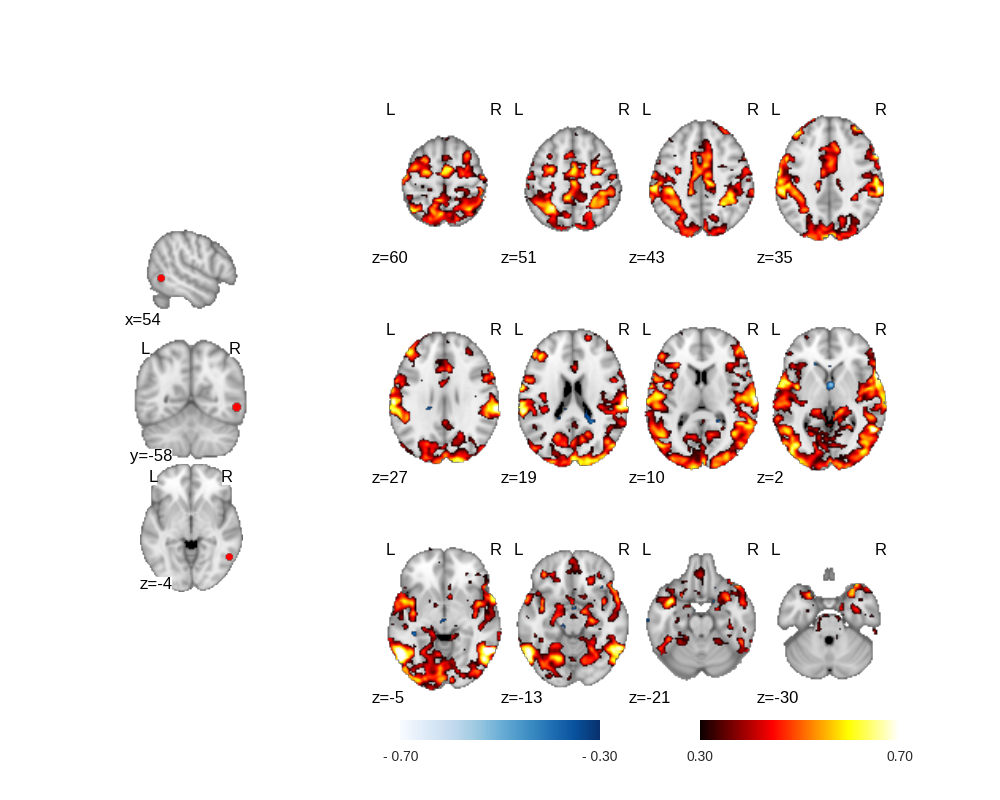 L R L R L R L R
z=60 z=51 z=43 z=35
x=54
L R
y=-58
L R
z=-4
L R L R L R L R
z=27 z=19 z=10 z=2
L R L R L R L R
z=-5 z=-13 z=-21 z=-30
- 0.70 - 0.30 0.30 0.70